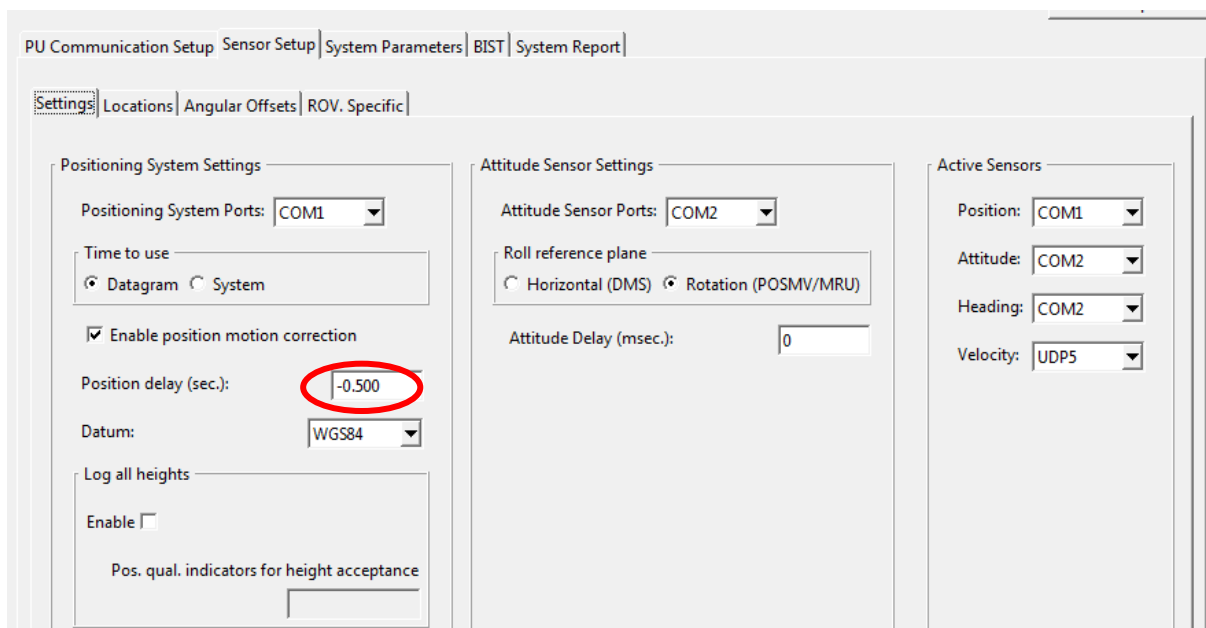 PU Communication Setup Sensor Setup System Parameters BIST System Report
Settings Locations Angular Offsets ROV. Specific
Positioning System Settings
Positioning System Ports: COM1
Time to use
Datagram System
Enable position motion correction
Position delay (sec.): -0.500
Datum: WGS84
Log all heights
Enable
Pos. qual. indicators for height acceptance
Attitude Sensor Settings
Attitude Sensor Ports: COM2
Roll reference plane
Horizontal (DMS) Rotation (POSMV/MRU)
Attitude Delay (msec.): 0
Active Sensors
Position: COM1
Attitude: COM2
Heading: COM2
Velocity: UDP5